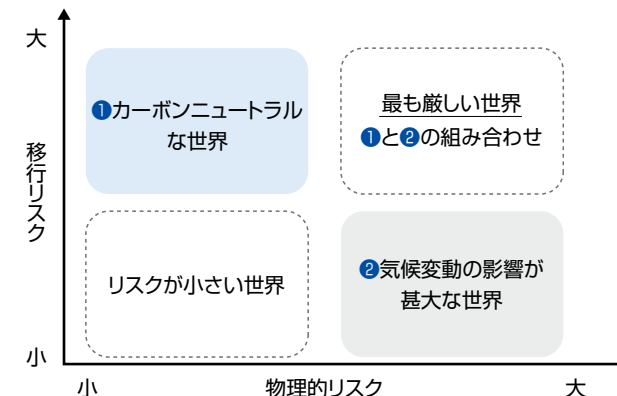 大
移行リスク
小
❶カーボンニュートラル
な世界
最も厳しい世界
❶と❷の組み合わせ
リスクが小さい世界
❷気候変動の影響が
甚大な世界
小
物理的リスク
大